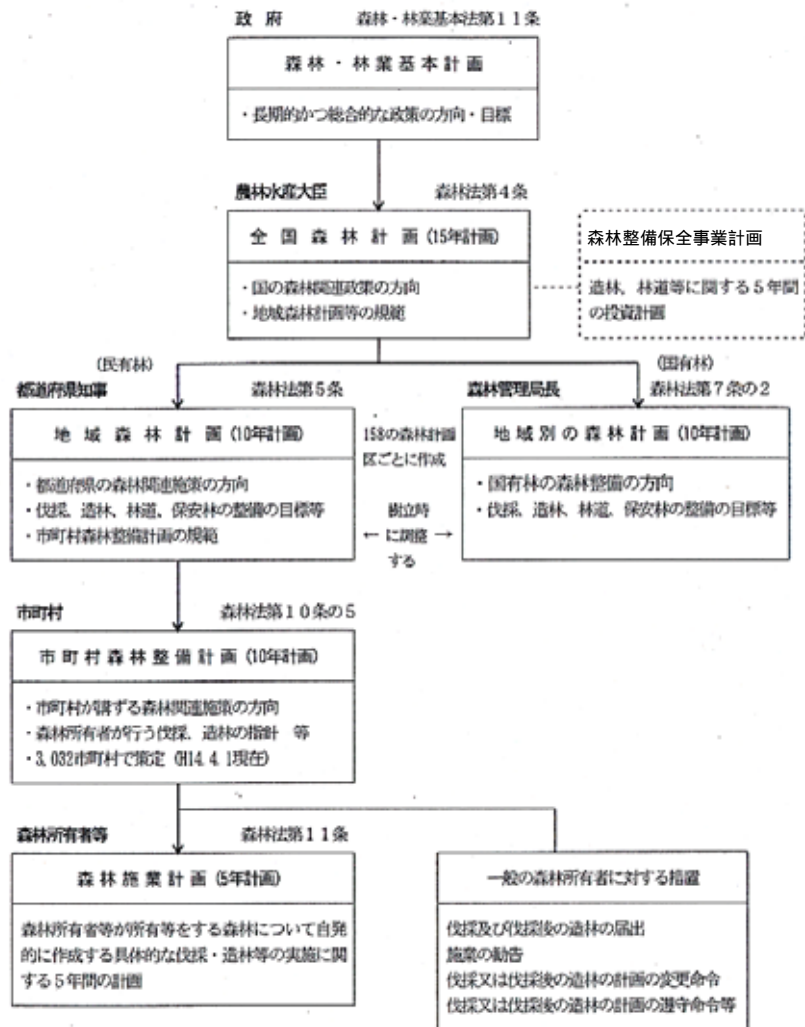 政 府　森林・林業基本法第１１条
森 林 ・ 林 業 基 本 計 画
・長期的かつ総合的な政策の方向・目標
農林水産大臣　森林法第４条
全 国 森 林 計 画 (15年計画)
・国の森林関連政策の方向
・地域森林計画等の規範
森林整備保全事業計画
造林、林道等に関する５年間
の投資計画
(民有林)
(国有林)
都道府県知事　森林法第５条
森林管理局長　森林法第７条の２
地 域 森 林 計 画 (10年計画)
・都道府県の森林関連施策の方向
・伐採、造林、林道、保安林の整備の目標等
・市町村森林整備計画の規範
158の森林計画
区ごとに作成
樹立時
← に調整 →
する
地 域 別 の 森 林 計 画 (10年計画)
・国有林の森林整備の方向
・伐採、造林、林道、保安林の整備の目標等
市町村　森林法第１０条の５
市 町 村 森 林 整 備 計 画 (10年計画)
・市町村が講ずる森林関連施策の方向
・森林所有者が行う伐採、造林の指針　等
・3,032市町村で策定 (H14.4.1現在)
森林所有者等　森林法第１１条
森 林 施 業 計 画 (5年計画)
森林所有省等が所有等をする森林について自発
的に作成する具体的な伐採・造林等の実施に関
する５年間の計画
一般の森林所有者に対する措置
伐採及び伐採後の造林の届出
施業の勧告
伐採又は伐採後の造林の計画の変更命令
伐採又は伐採後の造林の計画の遵守命令等